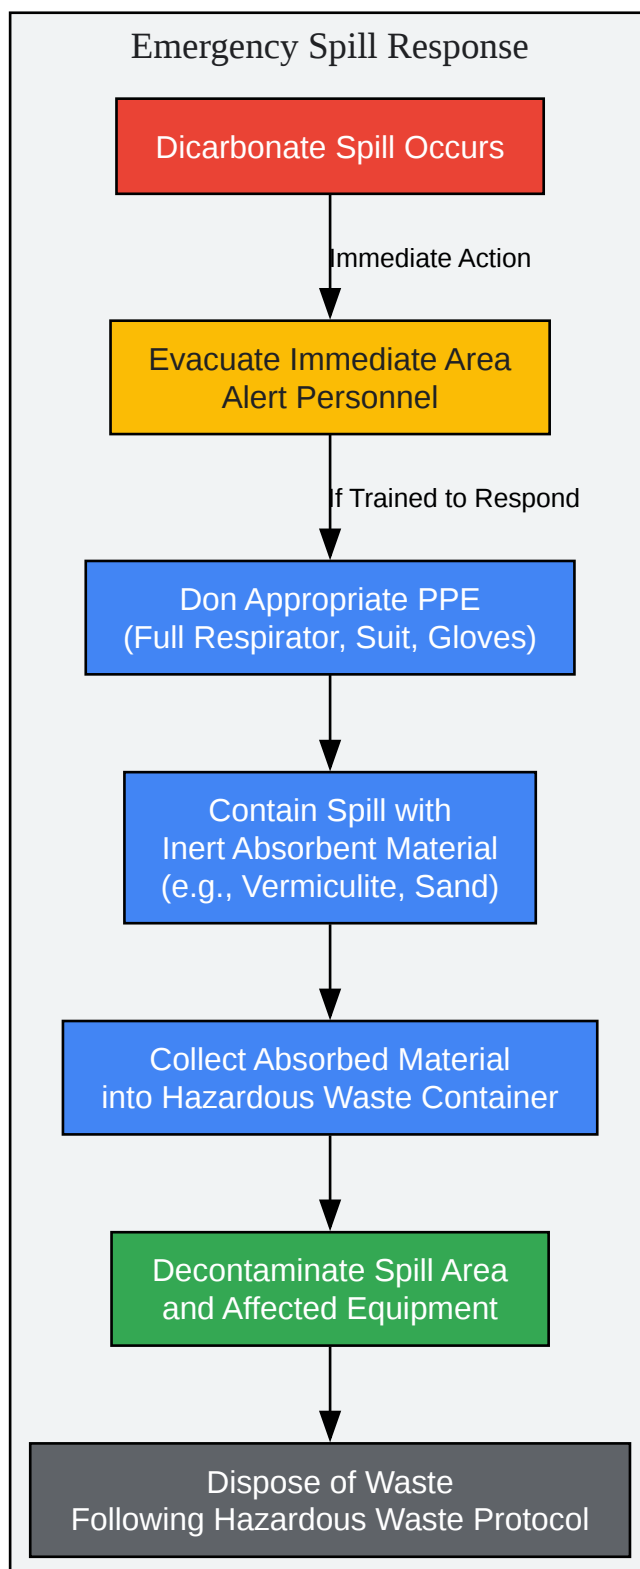 Emergency Spill Response
Dicarbonate Spill Occurs
Immediate Action
Evacuate Immediate Area
Alert Personnel
If Trained to Respond
Don Appropriate PPE
(Full Respirator, Suit, Gloves)
Contain Spill with
Inert Absorbent Material
(e.g., Vermiculite, Sand)
Collect Absorbed Material
into Hazardous Waste Container
Decontaminate Spill Area
and Affected Equipment
Dispose of Waste
Following Hazardous Waste Protocol